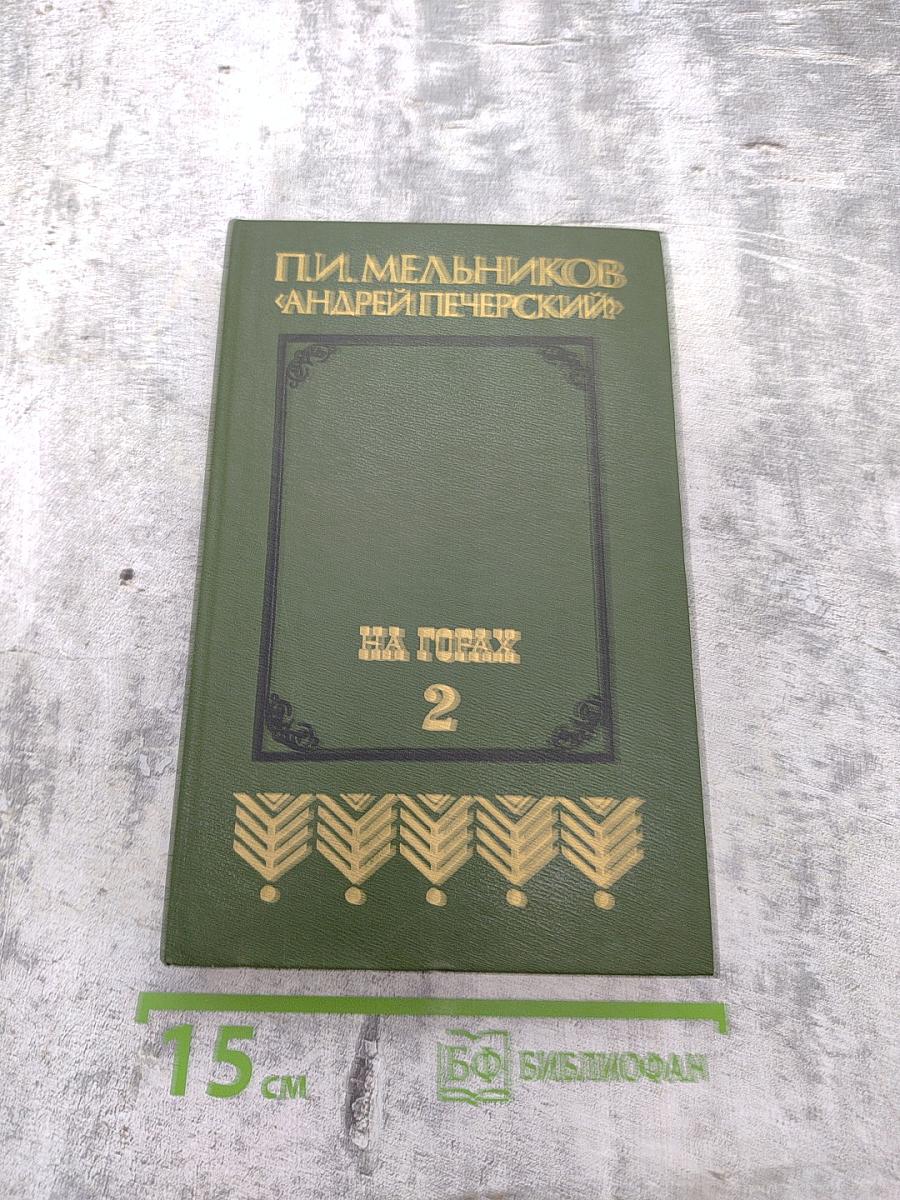 П.И. МЕЛЬНИКОВ
«АНДРЕЙ ПЕЧЕРСКИЙ»
НА ГОРАХ
2
15 см
БФ БИБЛИОФАН